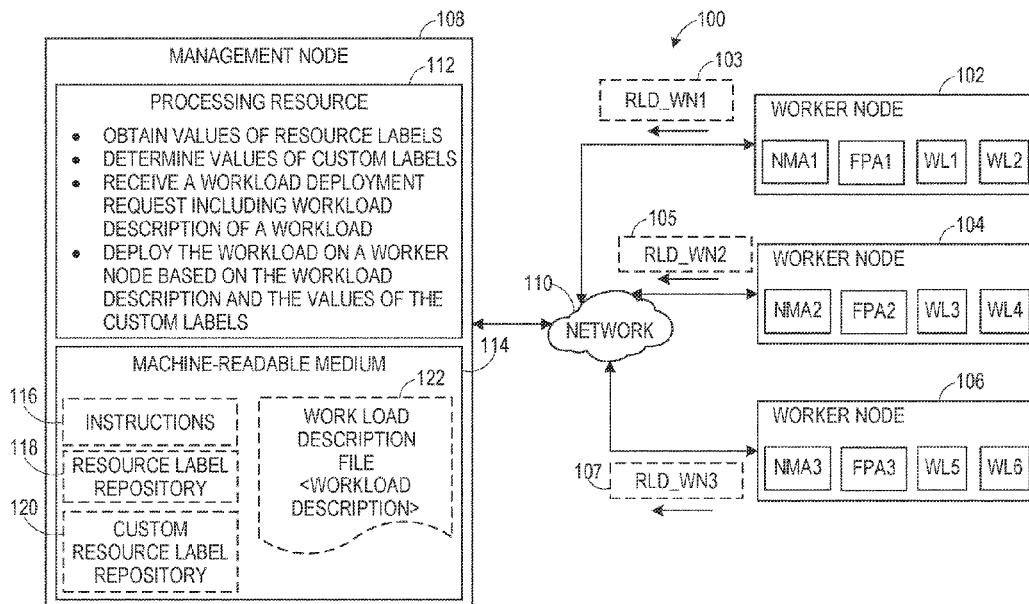 108
MANAGEMENT NODE
112
PROCESSING RESOURCE
• OBTAIN VALUES OF RESOURCE LABELS
• DETERMINE VALUES OF CUSTOM LABELS
• RECEIVE A WORKLOAD DEPLOYMENT
REQUEST INCLUDING WORKLOAD
DESCRIPTION OF A WORKLOAD
• DEPLOY THE WORKLOAD ON A WORKER
NODE BASED ON THE WORKLOAD
DESCRIPTION AND THE VALUES OF THE
CUSTOM LABELS
MACHINE-READABLE MEDIUM
114
116
INSTRUCTIONS
118
RESOURCE LABEL
REPOSITORY
120
CUSTOM
RESOURCE LABEL
REPOSITORY
122
WORK LOAD
DESCRIPTION
FILE
<WORKLOAD
DESCRIPTION>
100
103
RLD_WN1
102
WORKER NODE
NMA1 FPA1 WL1 WL2
105
RLD_WN2
104
WORKER NODE
NMA2 FPA2 WL3 WL4
110
NETWORK
106
WORKER NODE
NMA3 FPA3 WL5 WL6
107
RLD_WN3